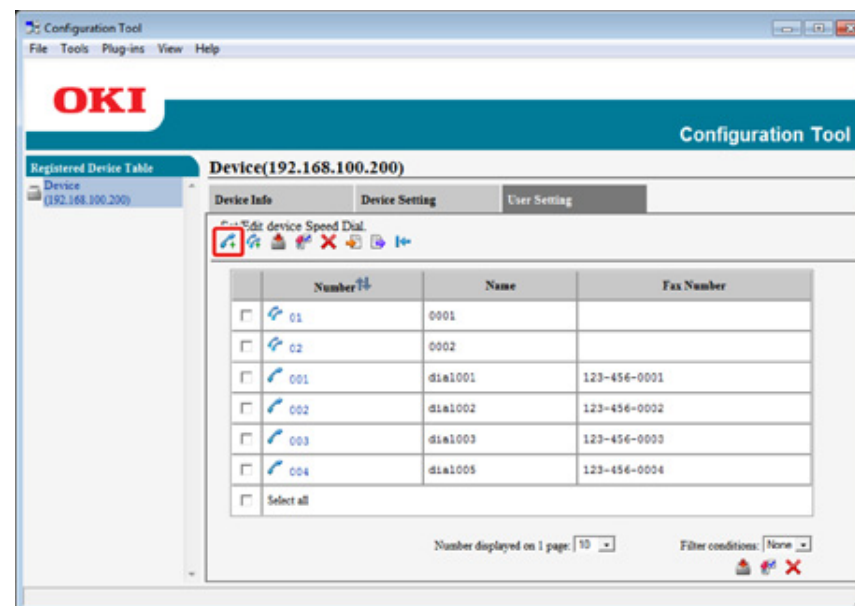 Configuration Tool
File Tools Plug-ins View Help
OKI
Configuration Tool
Registered Device Table
Device
(192.168.100.200)
Device(192.168.100.200)
Device Info Device Setting User Setting
Set/Edit device Speed Dial.
Number Name Fax Number
01 0001
02 0002
001 dial001 123-456-0001
002 dial002 123-456-0002
003 dial003 123-456-0003
004 dial005 123-456-0004
Select all
Number displayed on 1 page: 10 Filter conditions: None